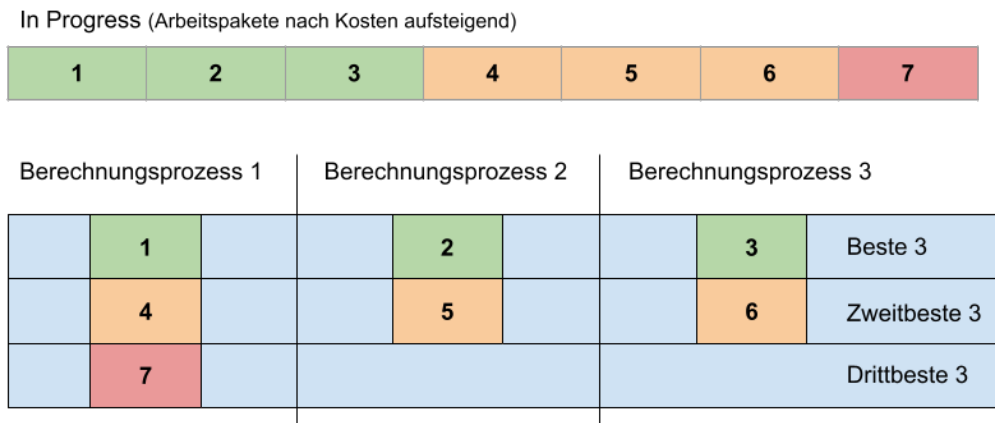 In Progress (Arbeitspakete nach Kosten aufsteigend)
1 2 3 4 5 6 7
Berechnungsprozess 1 Berechnungsprozess 2 Berechnungsprozess 3
1 2 3 Beste 3
4 5 6 Zweitbeste 3
7 Drittbeste 3